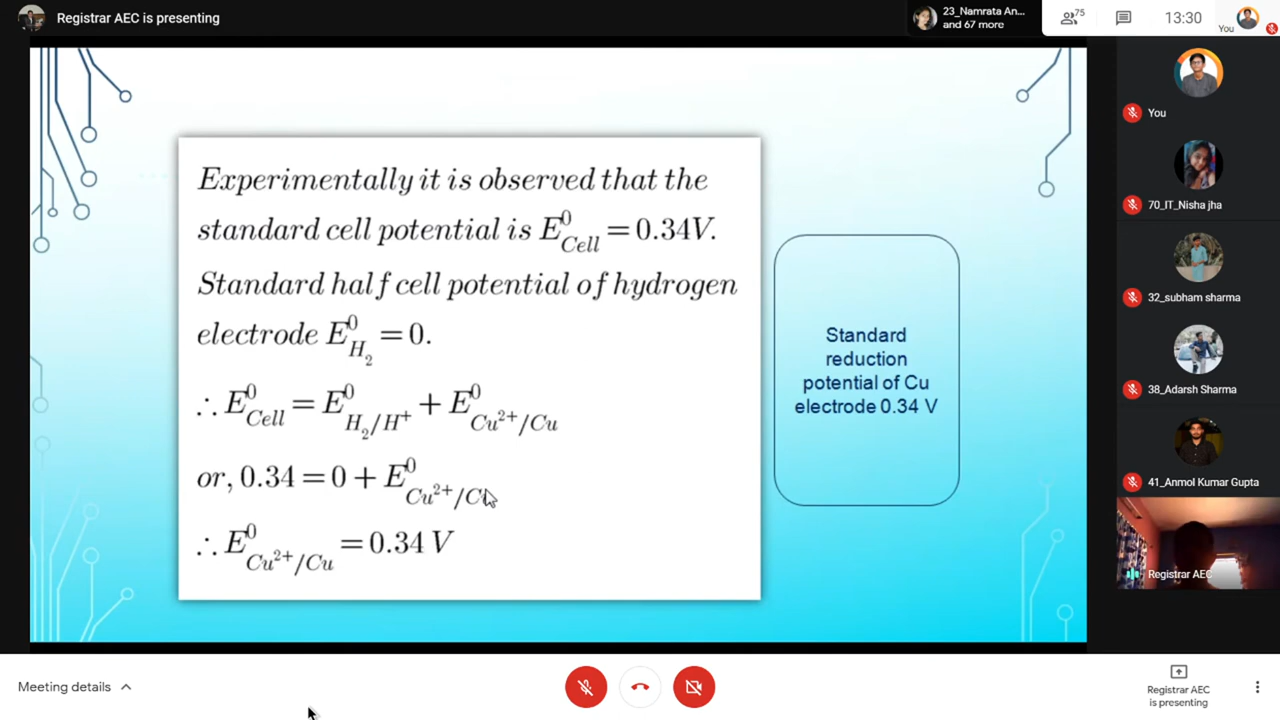 Registrar AEC is presenting
23_Namrata An...
and 67 more
75
13:30
You
Experimentally it is observed that the
standard cell potential is E⁰Cell = 0.34V.
Standard half cell potential of hydrogen
electrode E⁰H₂ = 0.
∴ E⁰Cell = E⁰H₂/H⁺ + E⁰Cu²⁺/Cu
or, 0.34 = 0 + E⁰Cu²⁺/Cu
∴ E⁰Cu²⁺/Cu = 0.34 V
Standard
reduction
potential of Cu
electrode 0.34 V
You
70_IT_Nisha jha
32_subham sharma
38_Adarsh Sharma
41_Anmol Kumar Gupta
Registrar AEC
Meeting details
Registrar AEC
is presenting